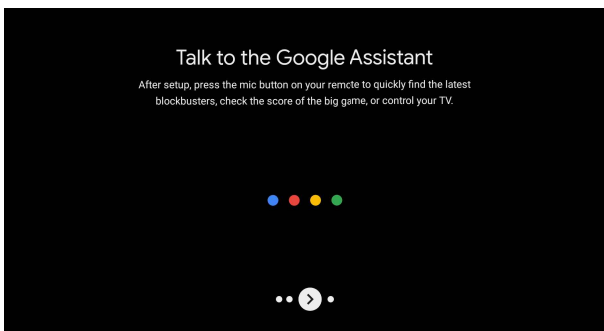 Talk to the Google Assistant
After setup, press the mic button on your remote to quickly find the latest
blockbusters, check the score of the big game, or control your TV.